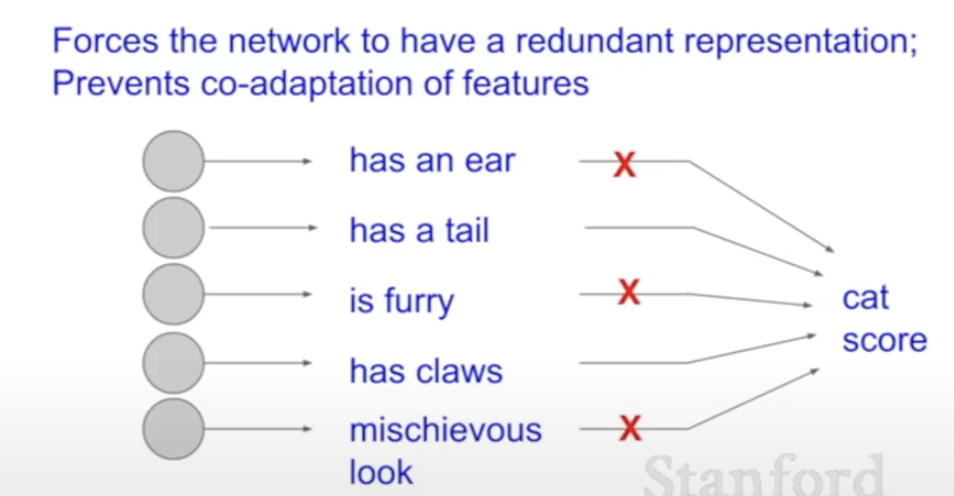 Forces the network to have a redundant representation;
Prevents co-adaptation of features
has an ear
X
has a tail
is furry
X
cat
score
has claws
mischievous
look
X
Stanford